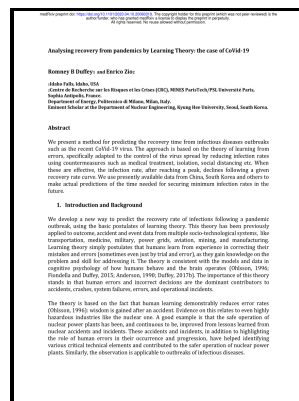 medRxiv preprint doi: https://doi.org/10.1101/2020.04.10.20060319. The copyright holder for this preprint (which was not peer-reviewed) is the
author/funder, who has granted medRxiv a license to display the preprint in perpetuity.
All rights reserved. No reuse allowed without permission.
Analysing recovery from pandemics by Learning Theory: the case of CoVid-19
Romney B Duffey1 and Enrico Zio2
1Idaho Falls, Idaho, USA
2Centre de Recherche sur les Risques et les Crises (CRC), MINES ParisTech/PSL Université Paris,
Sophia Antipolis, France.
Department of Energy, Politecnico di Milano, Milan, Italy.
Eminent Scholar at the Department of Nuclear Engineering, Kyung Hee University, Seoul, South Korea.
Abstract
We present a method for predicting the recovery time from infectious diseases outbreaks
such as the recent CoVid-19 virus. The approach is based on the theory of learning from
errors, specifically adapted to the control of the virus spread by reducing infection rates
using countermeasures such as medical treatment, isolation, social distancing etc. When
these are effective, the infection rate, after reaching a peak, declines following a given
recovery rate curve. We use presently available data from China, South Korea and others to
make actual predictions of the time needed for securing minimum infection rates in the
future.
1. Introduction and Background
We develop a new way to predict the recovery rate of infections following a pandemic
outbreak, using the basic postulates of learning theory. This theory has been previously
applied to outcome, accident and event data from multiple socio-technological systems, like
transportation, medicine, military, power grids, aviation, mining, and manufacturing.
Learning theory simply postulates that humans learn from experience in correcting their
mistakes and errors (sometimes even just by trial and error), as they gain knowledge on the
problem and skill for addressing it. The theory is consistent with the models and data in
cognitive psychology of how humans behave and the brain operates (Ohlsson, 1996;
Fiondella and Duffey, 2015; Anderson, 1990; Duffey, 2017b). The importance of this theory
stands in that human errors and incorrect decisions are the dominant contributors to
accidents, crashes, system failures, errors, and operational incidents.
The theory is based on the fact that human learning demonstrably reduces error rates
(Ohlsson, 1996): wisdom is gained after an accident. Evidence on this relates to even highly
hazardous industries like the nuclear one. A good example is that the safe operation of
nuclear power plants has been, and continuous to be, improved from lessons learned from
nuclear accidents and incidents. These accidents and incidents, in addition to highlighting
the role of human errors in their occurrence and progression, have helped identifying
various critical technical elements and contributed to the safer operation of nuclear power
plants. Similarly, the observation is applicable to outbreaks of infectious diseases.